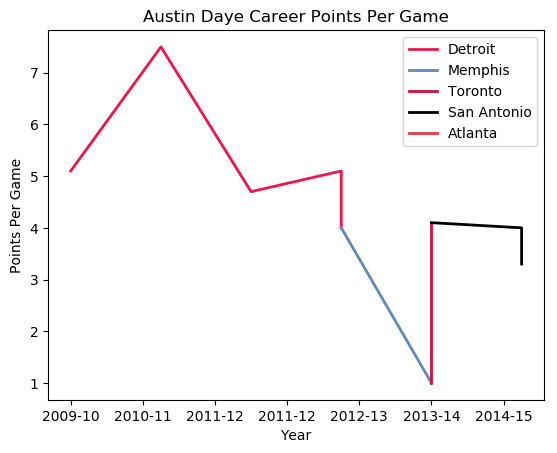 Austin Daye Career Points Per Game
Detroit
Memphis
Toronto
San Antonio
Atlanta
Points Per Game
7
6
5
4
3
2
1
2009-10 2010-11 2011-12 2011-12 2012-13 2013-14 2014-15
Year